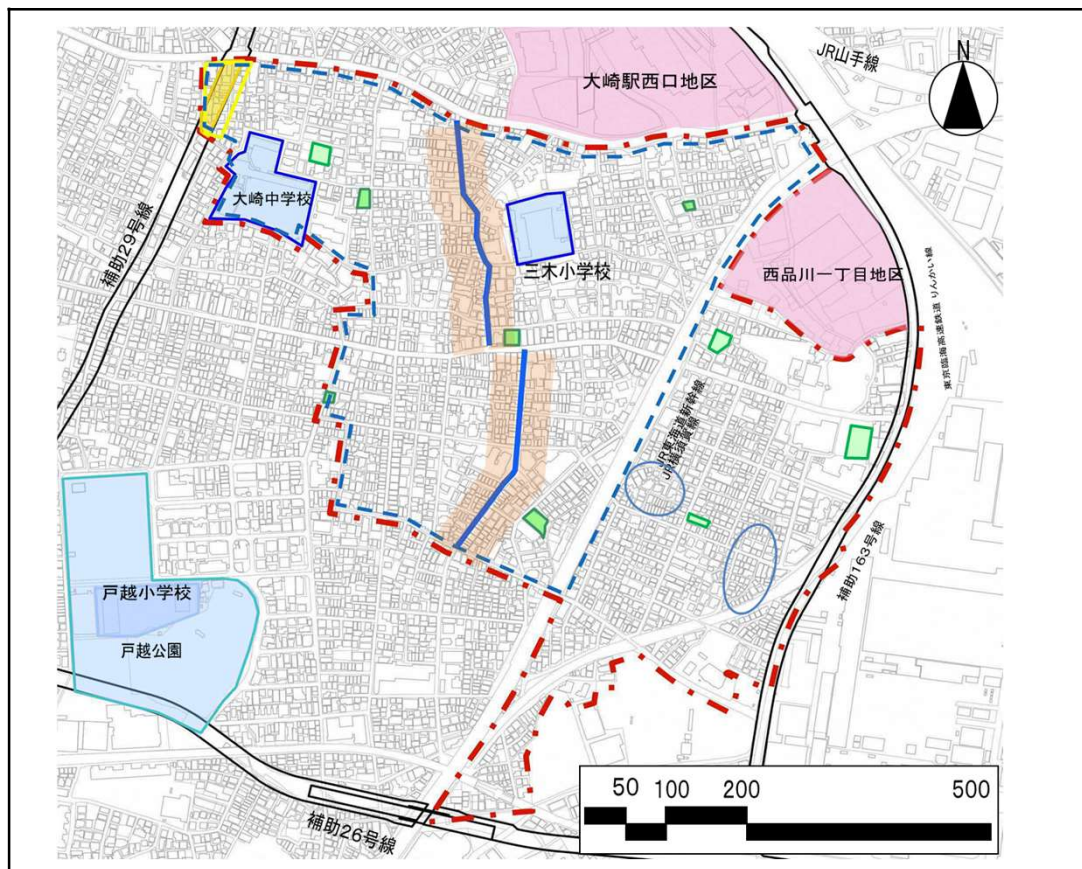 JR山手線
N
大崎駅西口地区
大崎中学校
補助29号線
三木小学校
西品川一丁目地区
東京臨海高速鉄道 りんかい線
JR東海道新幹線
JR横須賀線
補助163号線
戸越小学校
戸越公園
補助26号線
50 100 200 500